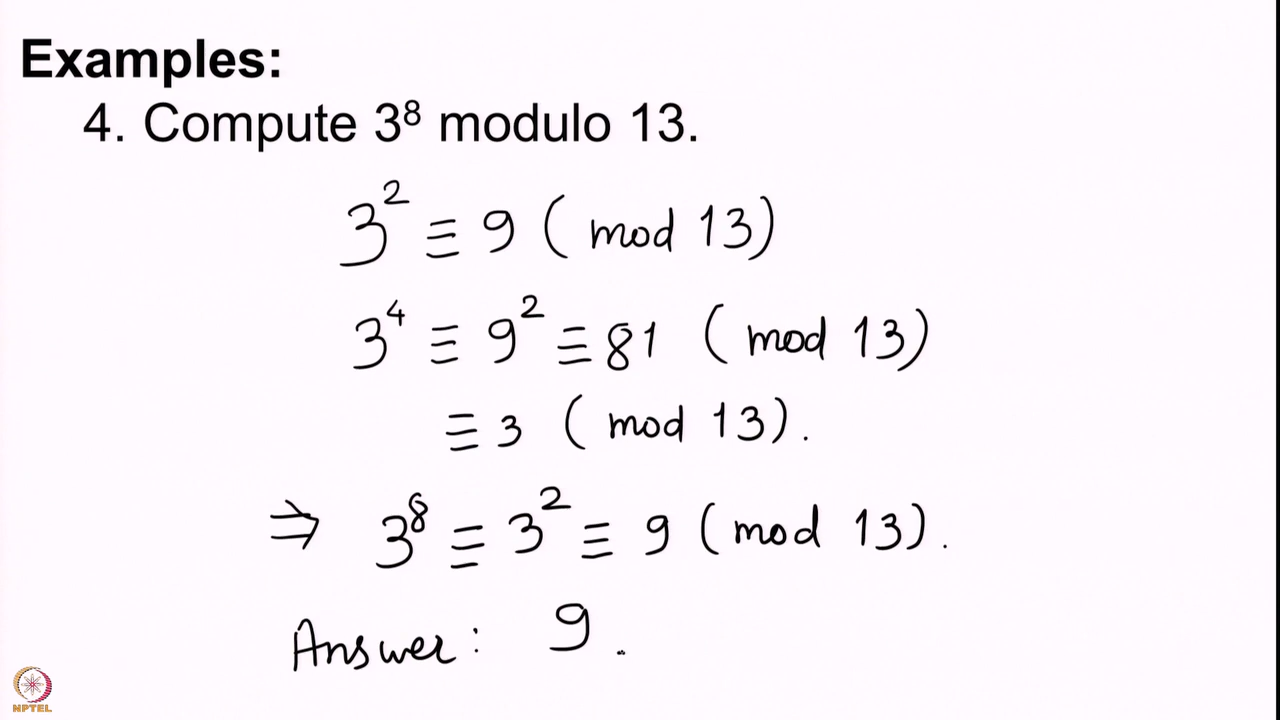 Examples:
4. Compute 3⁸ modulo 13.
3² ≡ 9 ( mod 13)
3⁴ ≡ 9² ≡ 81 ( mod 13)
≡ 3 ( mod 13).
⇒ 3⁸ ≡ 3² ≡ 9 ( mod 13).
Answer: 9.
NPTEL